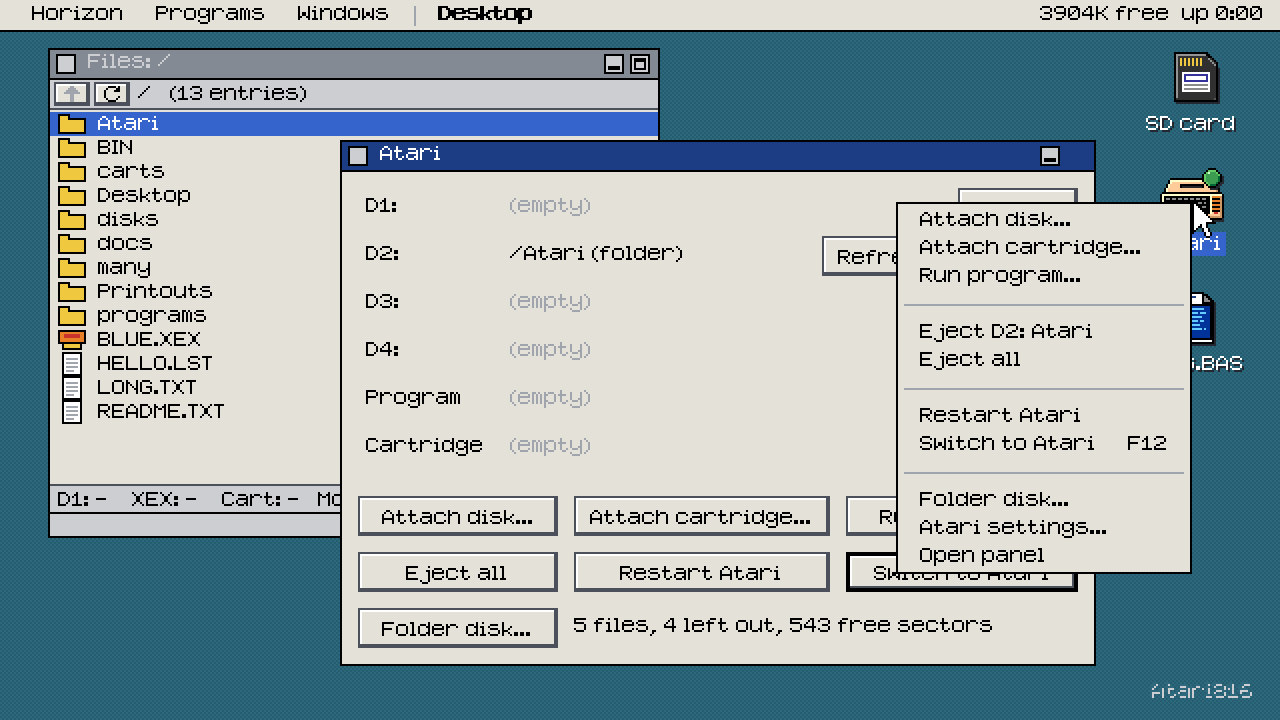 Horizon Programs Windows | Desktop 3904K free up 0:00
Files: /
/ (13 entries)
Atari
BIN
carts
Desktop
disks
docs
many
Printouts
programs
BLUE.XEX
HELLO.LST
LONG.TXT
README.TXT
D1: - XEX: - Cart: -
Atari
D1: (empty)
D2: /Atari (folder)
D3: (empty)
D4: (empty)
Program (empty)
Cartridge (empty)
Attach disk... Attach cartridge...
Eject all Restart Atari Switch to Atari
Folder disk... 5 files, 4 left out, 543 free sectors
Attach disk...
Attach cartridge...
Run program...
Eject D2: Atari
Eject all
Restart Atari
Switch to Atari F12
Folder disk...
Atari settings...
Open panel
SD card
.BAS
Atari816